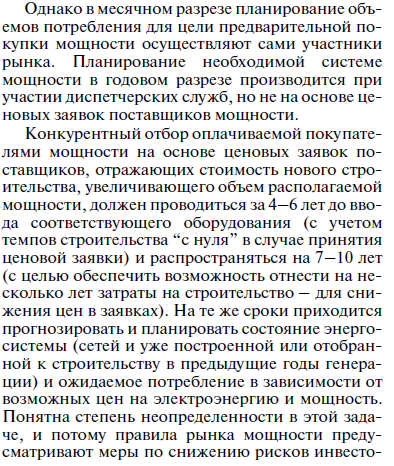 Однако в месячном разрезе планирование объ-
емов потребления для цели предварительной по-
купки мощности осуществляют сами участники
рынка. Планирование необходимой системе
мощности в годовом разрезе производится при
участии диспетчерских служб, но не на основе це-
новых заявок поставщиков мощности.
Конкурентный отбор оплачиваемой покупате-
лями мощности на основе ценовых заявок по-
ставщиков, отражающих стоимость нового стро-
ительства, увеличивающего объем располагаемой
мощности, должен проводиться за 4–6 лет до вво-
да соответствующего оборудования (с учетом
темпов строительства “с нуля” в случае принятия
ценовой заявки) и распространяться на 7–10 лет
(с целью обеспечить возможность отнести на не-
сколько лет затраты на строительство – для сни-
жения цен в заявках). На те же сроки приходится
прогнозировать и планировать состояние энерго-
системы (сетей и уже построенной или отобран-
ной к строительству в предыдущие годы генера-
ции) и ожидаемое потребление в зависимости от
возможных цен на электроэнергию и мощность.
Понятна степень неопределенности в этой зада-
че, и потому правила рынка мощности преду-
сматривают меры по снижению рисков инвесто-